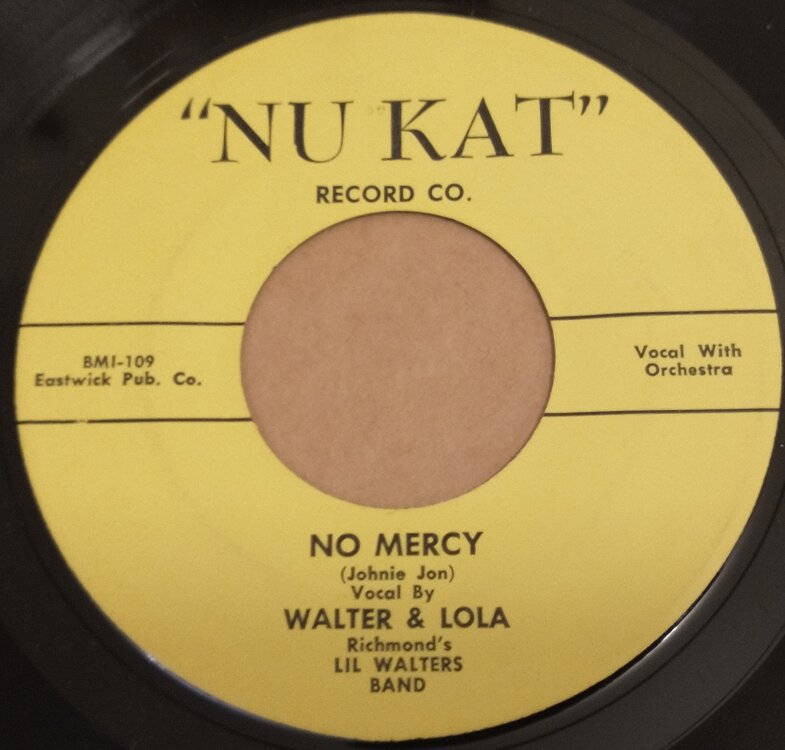 "NU KAT"
RECORD CO.
BMI-109
Eastwick Pub. Co.
Vocal With
Orchestra
NO MERCY
(Johnie Jon)
Vocal By
WALTER & LOLA
Richmond's
LIL WALTERS
BAND